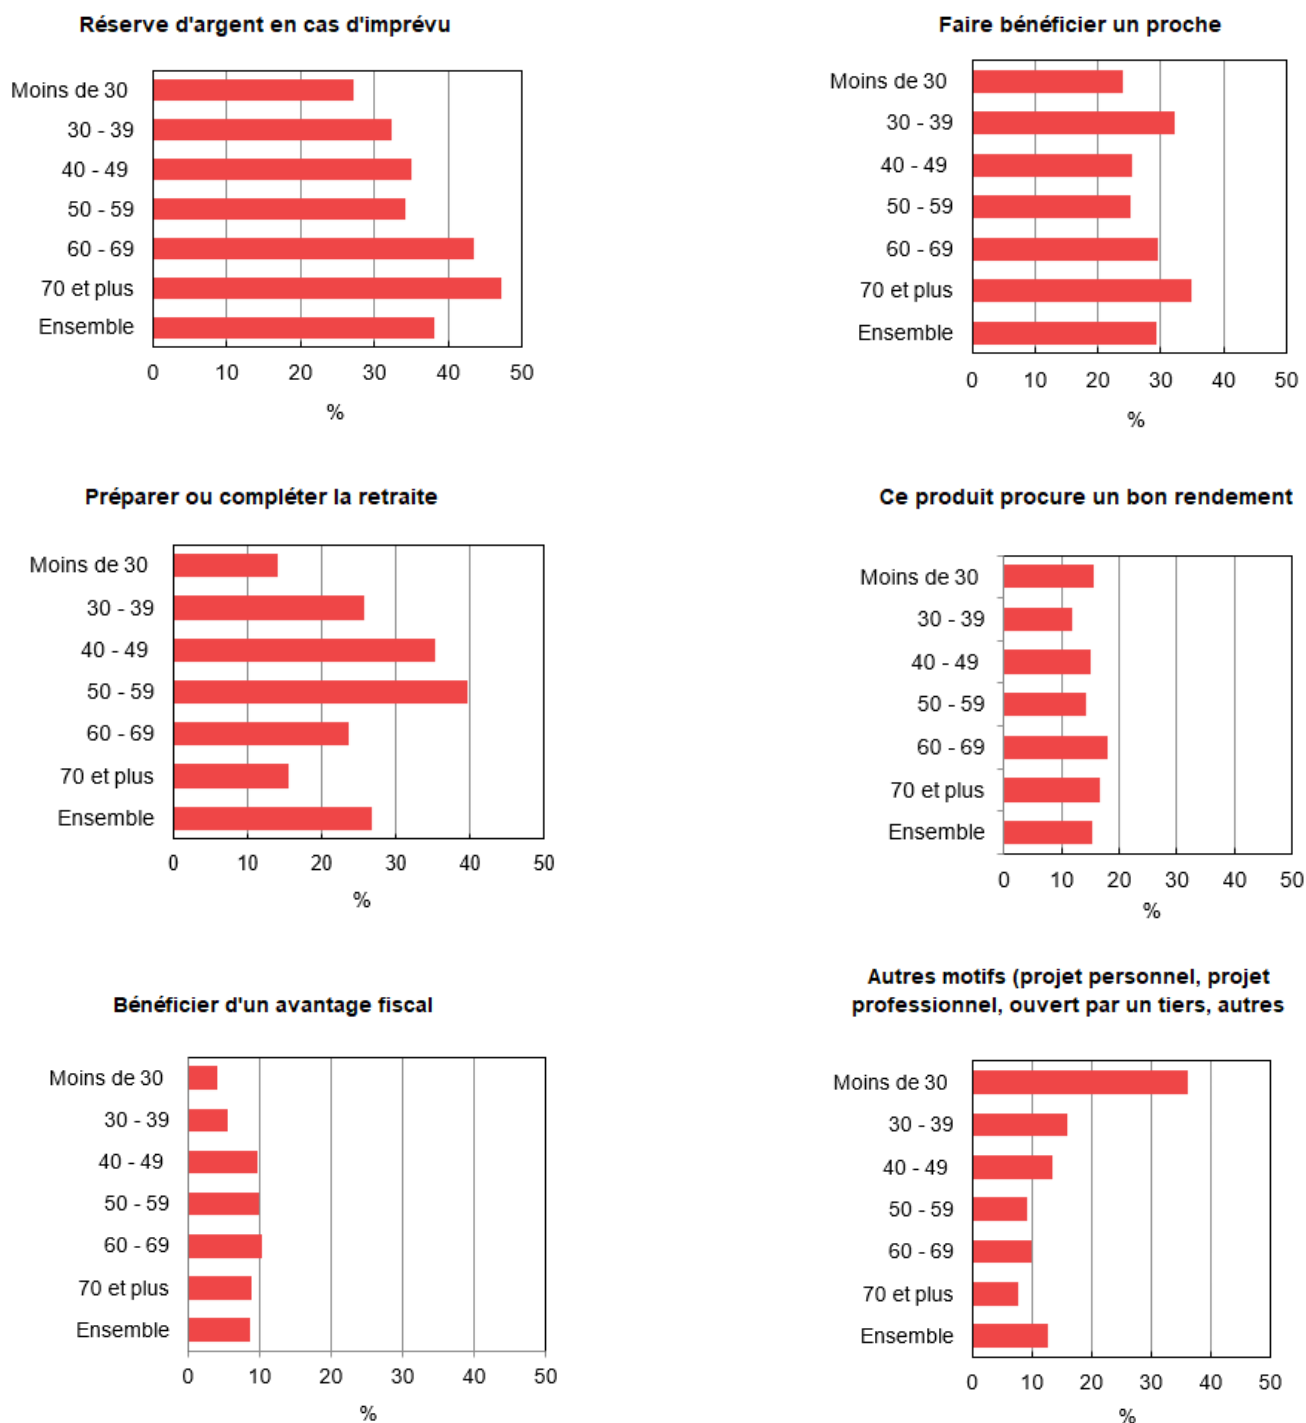 Réserve d'argent en cas d'imprévu
Moins de 30
30 - 39
40 - 49
50 - 59
60 - 69
70 et plus
Ensemble
0 10 20 30 40 50
%
Faire bénéficier un proche
Moins de 30
30 - 39
40 - 49
50 - 59
60 - 69
70 et plus
Ensemble
0 10 20 30 40 50
%
Préparer ou compléter la retraite
Moins de 30
30 - 39
40 - 49
50 - 59
60 - 69
70 et plus
Ensemble
0 10 20 30 40 50
%
Ce produit procure un bon rendement
Moins de 30
30 - 39
40 - 49
50 - 59
60 - 69
70 et plus
Ensemble
0 10 20 30 40 50
%
Bénéficier d'un avantage fiscal
Moins de 30
30 - 39
40 - 49
50 - 59
60 - 69
70 et plus
Ensemble
0 10 20 30 40 50
%
Autres motifs (projet personnel, projet
professionnel, ouvert par un tiers, autres
Moins de 30
30 - 39
40 - 49
50 - 59
60 - 69
70 et plus
Ensemble
0 10 20 30 40 50
%